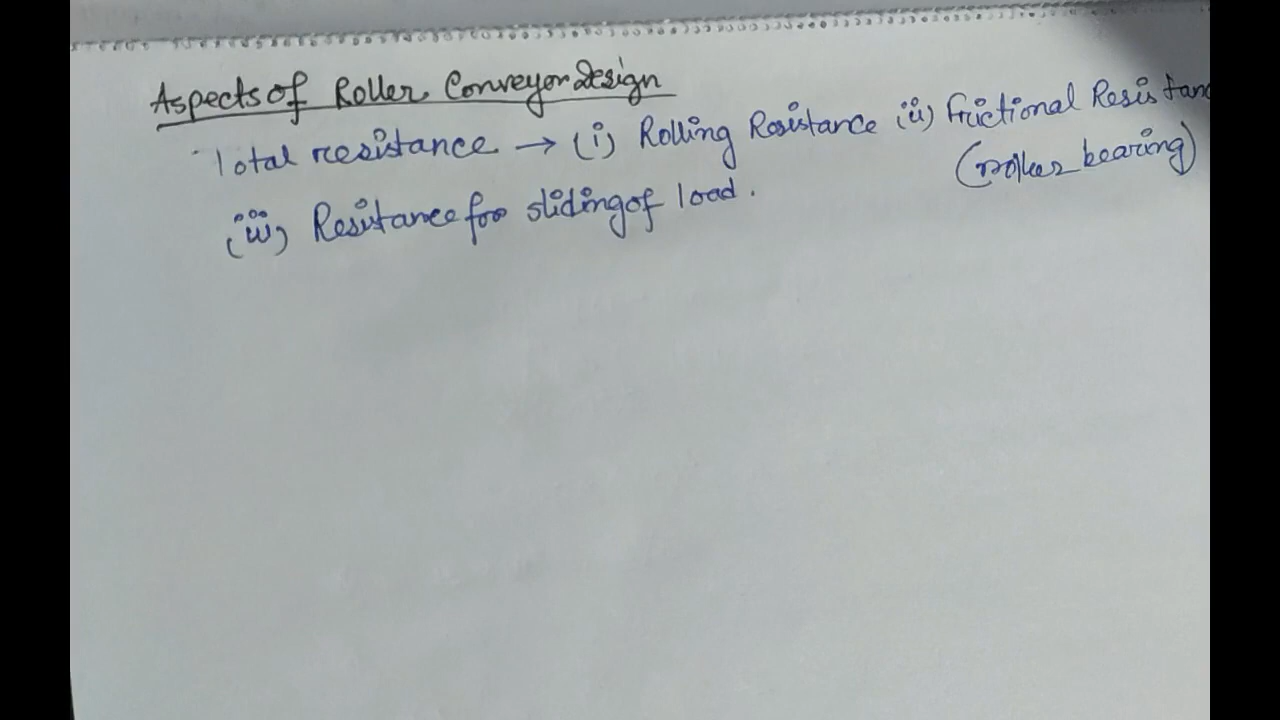 Aspects of Roller Conveyor Design
Total resistance → (i) Rolling Resistance (ii) Frictional Resistan
(roller bearing)
(iii) Resistance for sliding of load.